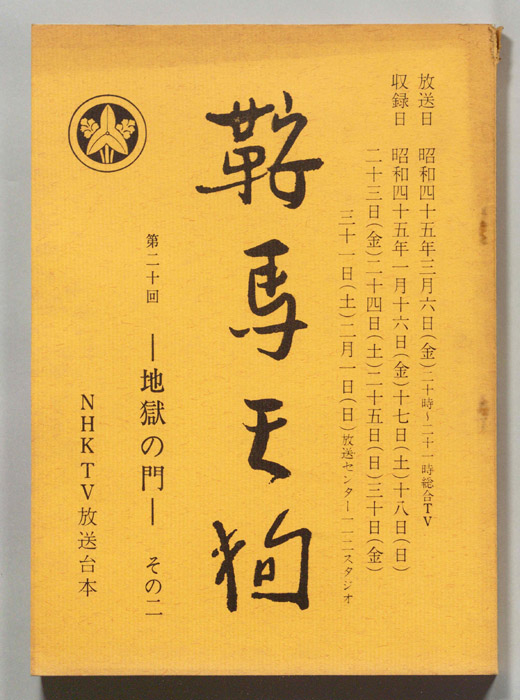 放送日 昭和四十五年三月六日(金)二十時~二十一時総合TV
収録日 昭和四十五年一月十六日(金)十七日(土)十八日(日)
二十三日(金)二十四日(土)二十五日(日)三十日(金)
三十一日(土)二月一日(日)放送センター一一二スタジオ
鞍馬天狗
第二十回 ―地獄の門― その二
NHKTV放送台本